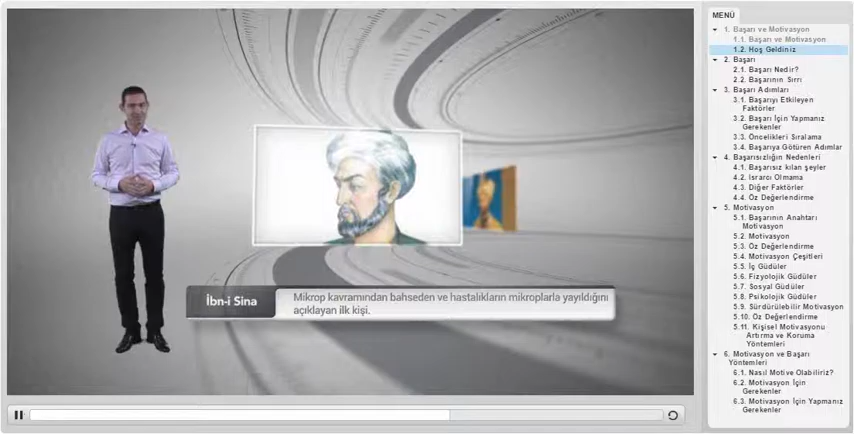 İbn-i Sina
Mikrop kavramından bahseden ve hastalıkların mikroplarla yayıldığını
açıklayan ilk kişi.
MENÜ
1. Başarı ve Motivasyon
1.1. Başarı ve Motivasyon
1.2. Hoş Geldiniz
2. Başarı
2.1. Başarı Nedir?
2.2. Başarının Sırrı
3. Başarı Adımları
3.1. Başarıyı Etkileyen
Faktörler
3.2. Başarı İçin Yapmanız
Gerekenler
3.3. Öncelikleri Sıralama
3.4. Başarıya Götüren Adımlar
4. Başarısızlığın Nedenleri
4.1. Başarısız kılan şeyler
4.2. Israrcı Olmama
4.3. Diğer Faktörler
4.4. Öz Değerlendirme
5. Motivasyon
5.1. Başarının Anahtarı
Motivasyon
5.2. Motivasyon
5.3. Öz Değerlendirme
5.4. Motivasyon Çeşitleri
5.5. İç Güdüler
5.6. Fizyolojik Güdüler
5.7. Sosyal Güdüler
5.8. Psikolojik Güdüler
5.9. Sürdürülebilir Motivasyon
5.10. Öz Değerlendirme
5.11. Kişisel Motivasyonu
Artırma ve Koruma
Yöntemleri
6. Motivasyon ve Başarı
Yöntemleri
6.1. Nasıl Motive Olabiliriz?
6.2. Motivasyon İçin
Gerekenler
6.3. Motivasyon İçin Yapmanız
Gerekenler